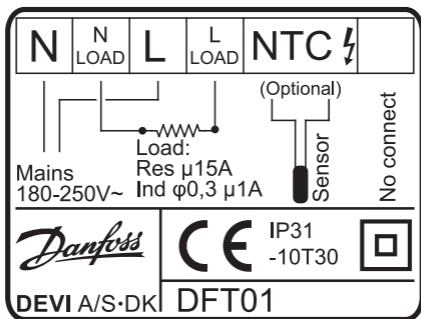 N N LOAD L L LOAD NTC
(Optional)
Sensor
No connect
Load:
Res µ15A
Ind φ0,3 µ1A
Mains
180-250V~
Danfoss
CE
IP31
-10T30
DEVI A/S·DK
DFT01